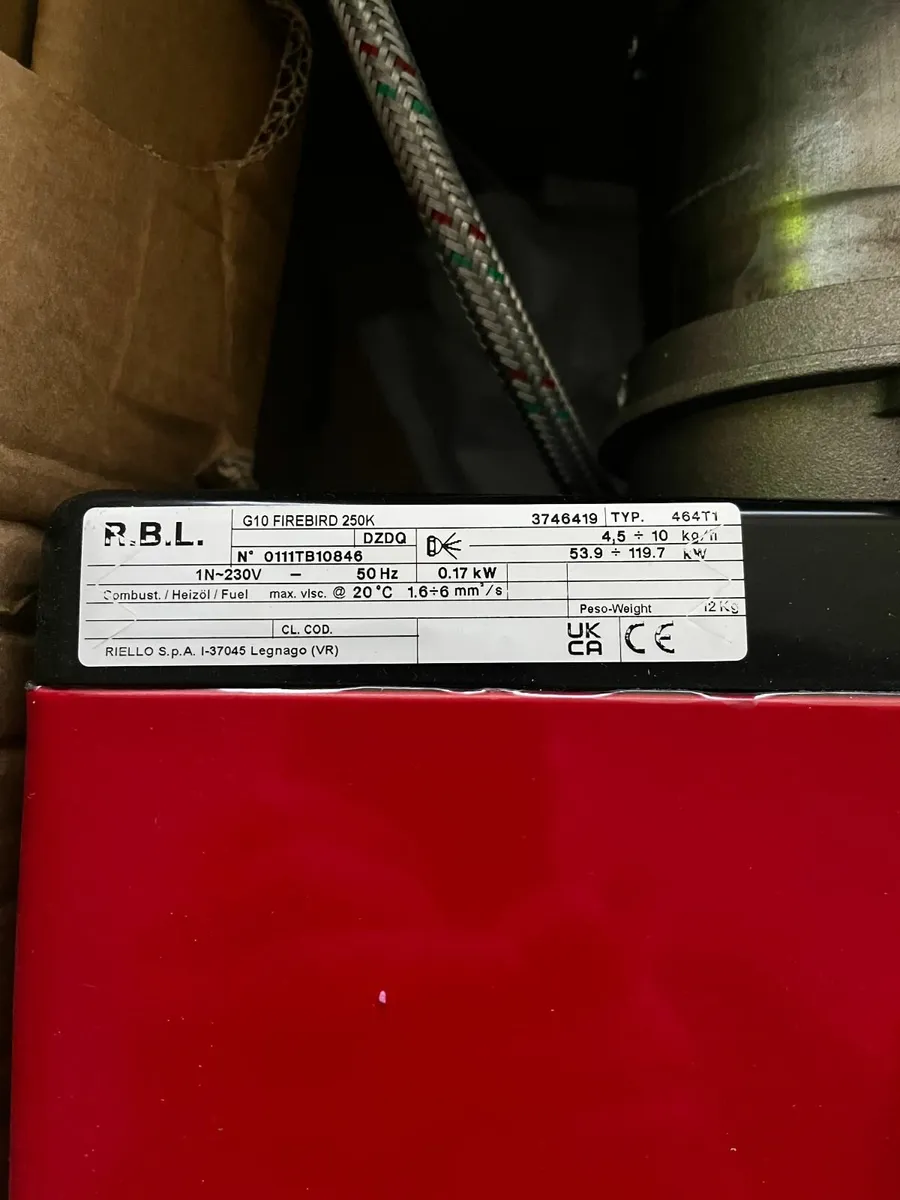 R.B.L.
G10 FIREBIRD 250K 3746419 TYP. 464T1
DZDQ 4,5 ÷ 10 kg/h
N° 0111TB10846 53.9 ÷ 119.7 kW
1N~230V – 50 Hz 0.17 kW
Combust. / Heizöl / Fuel max. visc. @ 20°C 1.6÷6 mm²/s
Peso-Weight 12 Kg
CL. COD. UK CA CE
RIELLO S.p.A. I-37045 Legnago (VR)